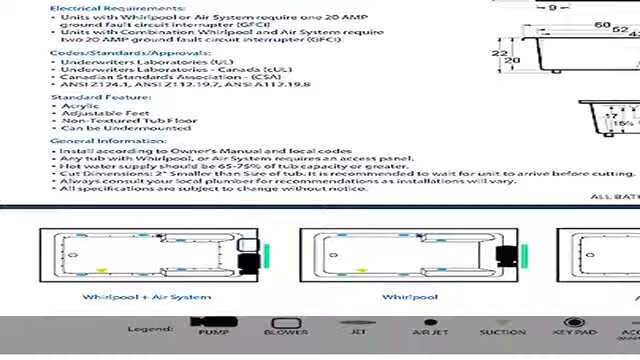 Electrical Requirements:
• Units with Whirlpool or Air System require one 20 AMP
ground fault circuit interrupter (GFCI)
• Units with Combination Whirlpool and Air System require
two 20 AMP ground fault circuit interrupter (GFCI)
Codes/Standards/Approvals:
• Underwriters Laboratories (UL)
• Underwriters Laboratories - Canada (cUL)
• Canadian Standards Association - (CSA)
• ANSI Z124.1, ANSI Z112.19.7, ANSI A112.19.8
Standard Feature:
• Acrylic
• Adjustable Feet
• Non-Textured Tub Floor
• Can be Undermounted
General Information:
• Install according to Owner's Manual and local codes
• Any tub with Whirlpool, or Air System requires an access panel.
• Hot water supply should be 65-75% of tub capacity or greater.
• Cut Dimensions: 2" Smaller than Size of tub. It is recommended to wait for unit to arrive before cutting.
• Always consult your local plumber for recommendations as installations will vary.
• All specifications are subject to change without notice.
9
60
52
22
20
ALL BAT
Whirlpool + Air System
Whirlpool
Legend:
PUMP
BLOWER
JET
AIR JET
SUCTION
KEY PAD